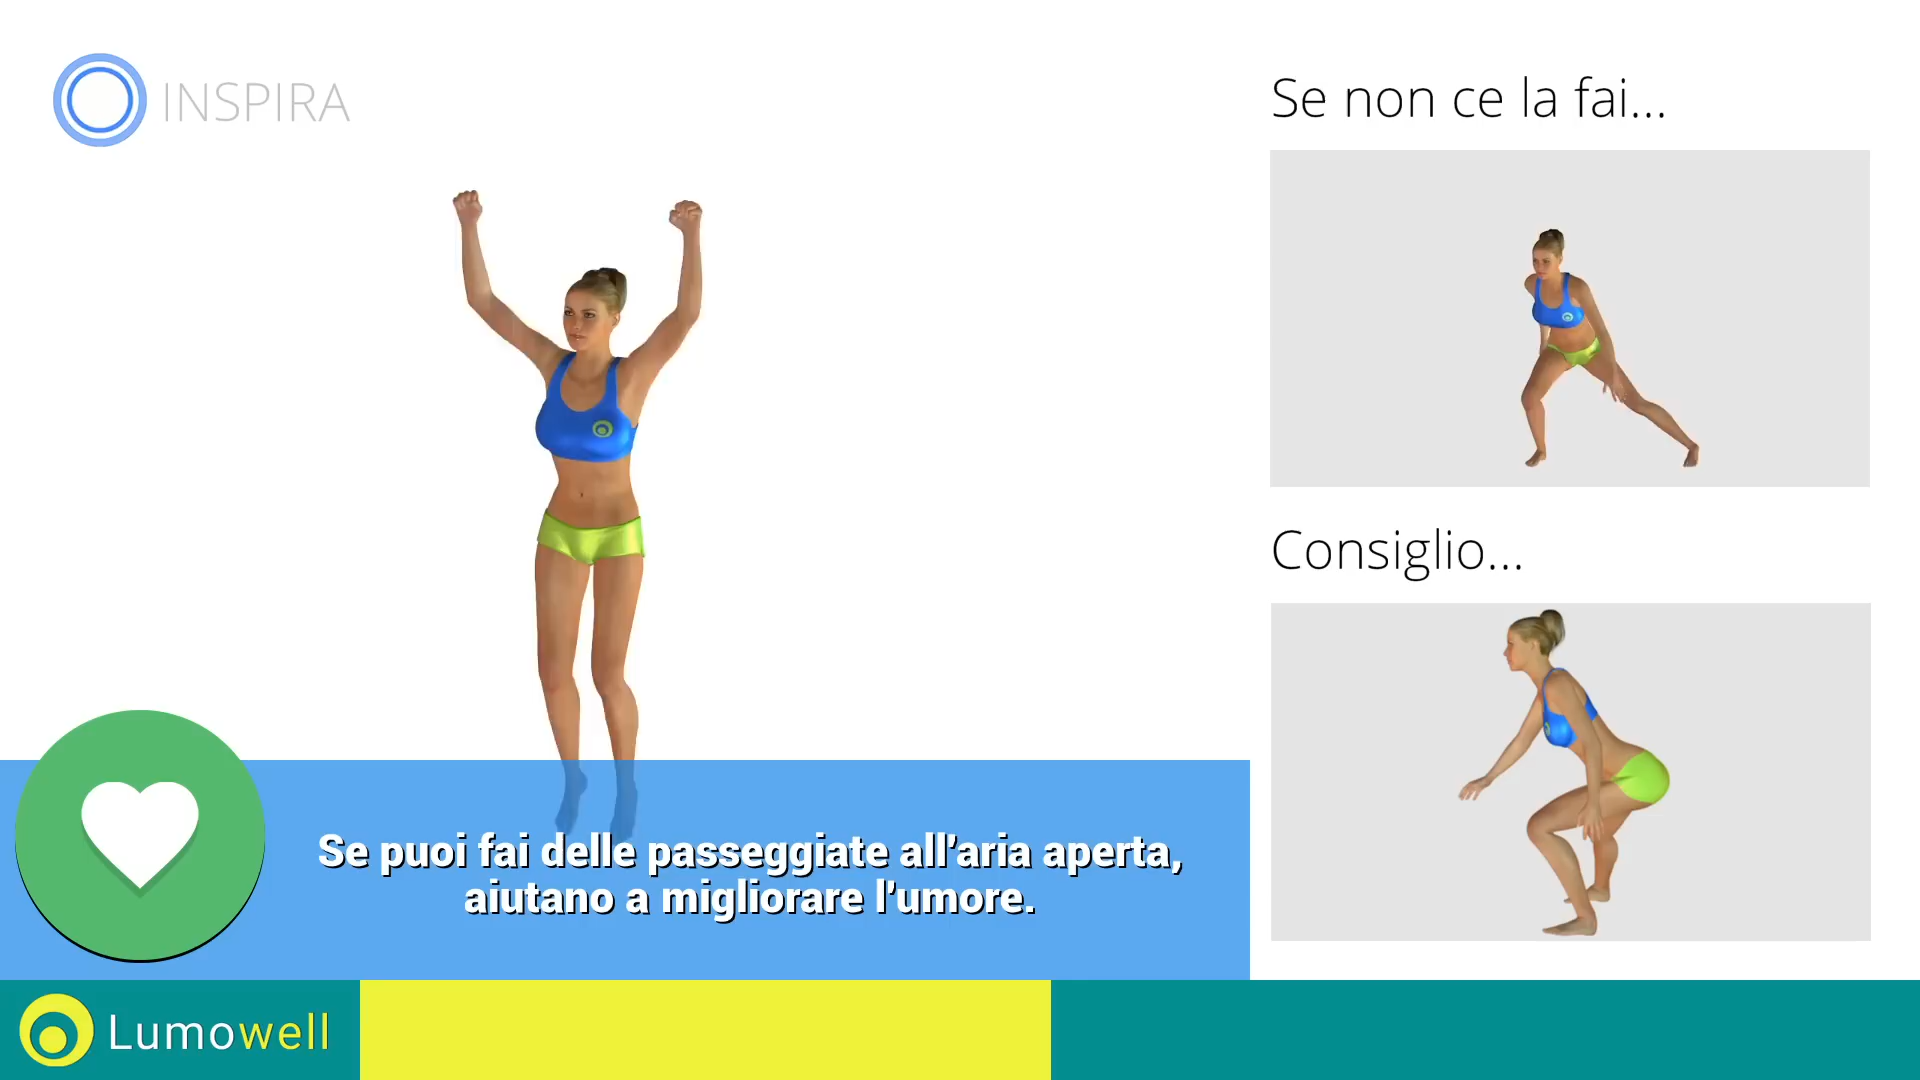 INSPIRA
Se non ce la fai...
Consiglio...
Se puoi fai delle passeggiate all'aria aperta,
aiutano a migliorare l'umore.
Lumowell